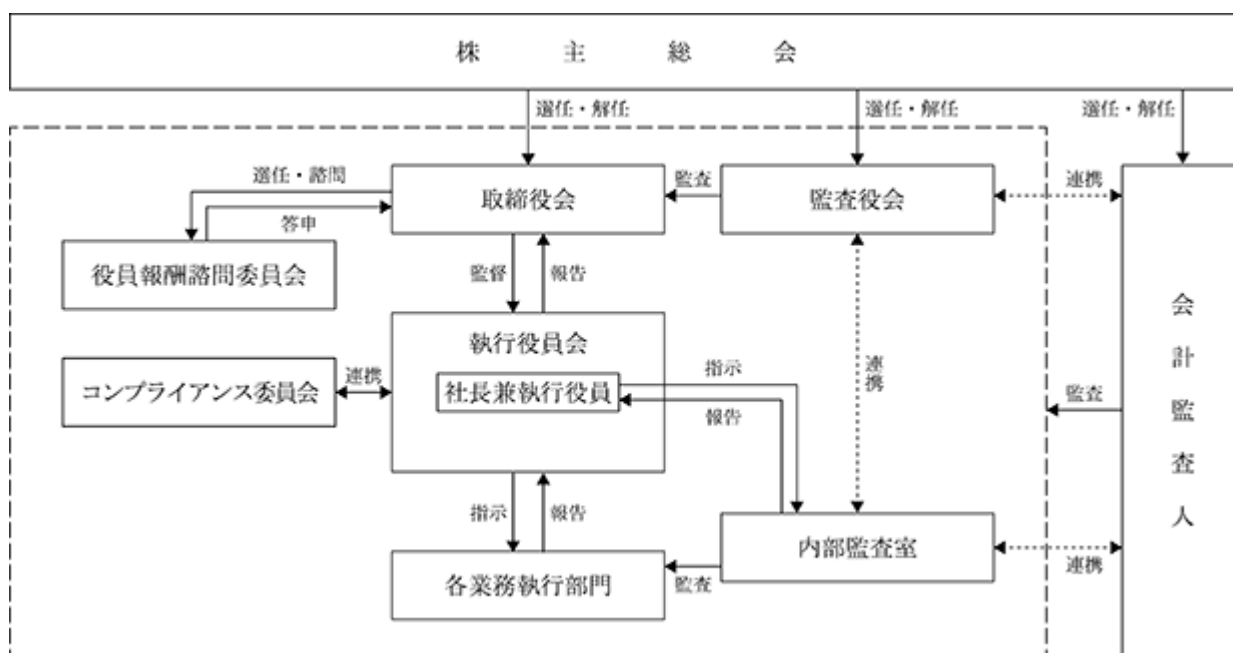 株主総会
選任・解任
選任・解任
選任・解任
選任・諮問
取締役会
監査
監査役会
連携
答申
役員報酬諮問委員会
監督
報告
執行役員会
会計監査人
コンプライアンス委員会
連携
社長兼執行役員
指示
報告
連携
監査
指示
報告
内部監査室
連携
各業務執行部門
監査